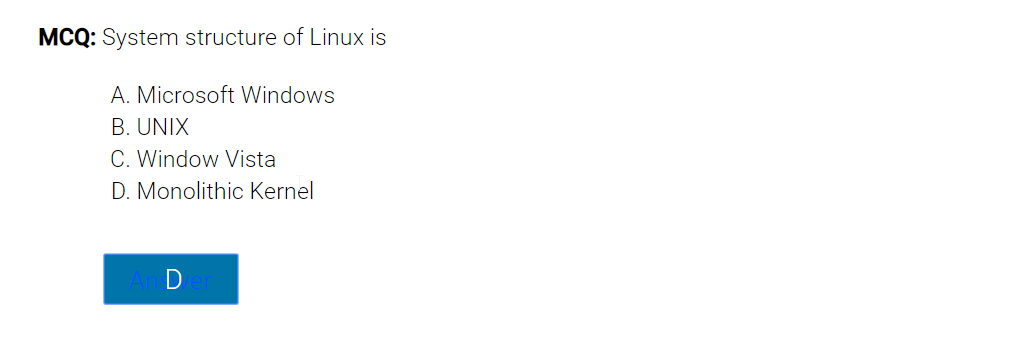 MCQ: System structure of Linux is
A. Microsoft Windows
B. UNIX
C. Window Vista
D. Monolithic Kernel
Answer
D